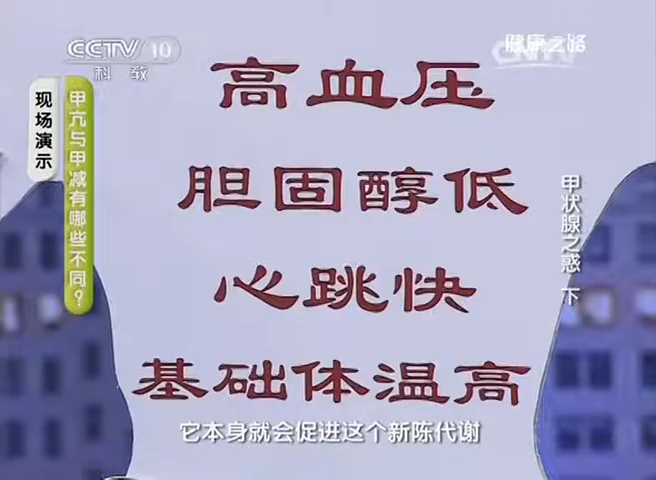 CCTV 10
科教
健康之路
现场演示
甲亢与甲减有哪些不同？
高血压
胆固醇低
心跳快
基础体温高
甲状腺之惑 下
它本身就会促进这个新陈代谢